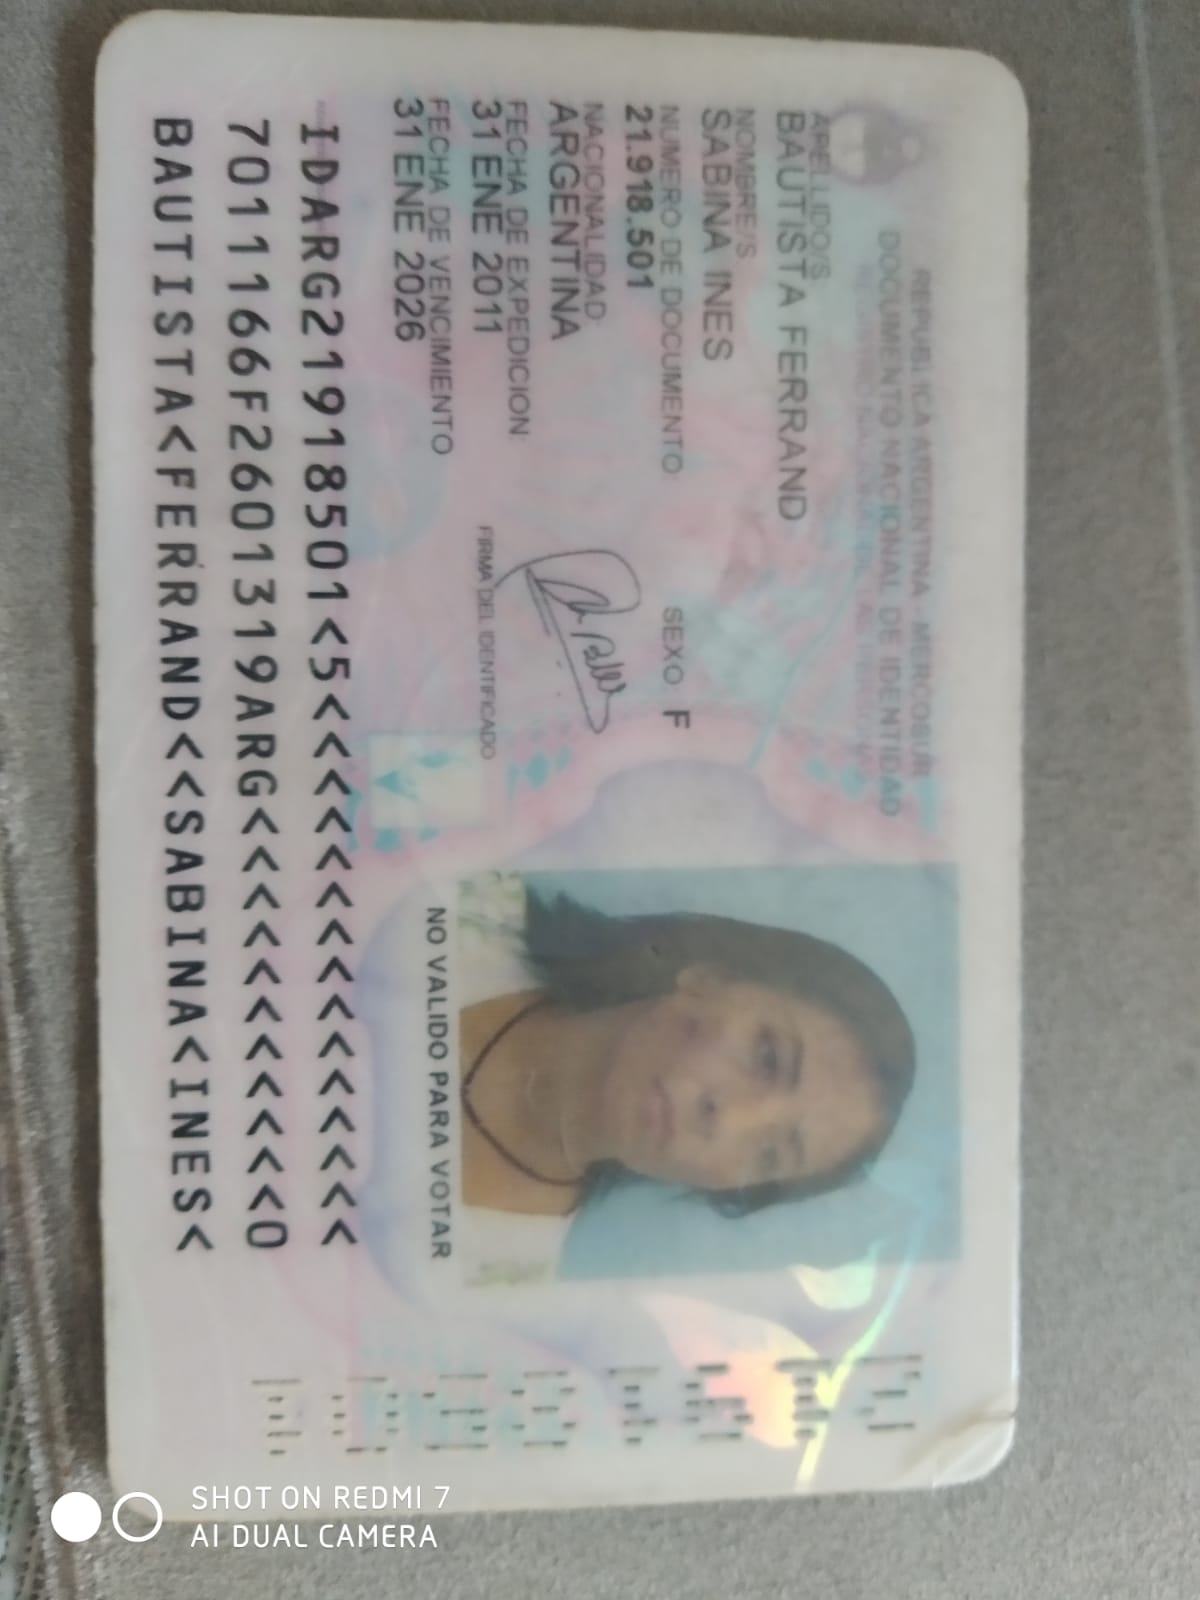 REPUBLICA ARGENTINA - MERCOSUR
DOCUMENTO NACIONAL DE IDENTIDAD
APELLIDO/S
BAUTISTA FERRAND
NOMBRE/S
SABINA INES
NUMERO DE DOCUMENTO: SEXO: F
21.918.501
NACIONALIDAD:
ARGENTINA
FECHA DE EXPEDICION:
31 ENE 2011
FECHA DE VENCIMIENTO
31 ENE 2026
FIRMA DEL IDENTIFICADO
NO VALIDO PARA VOTAR
IDARG21918501<5<<<<<<<<<<<<<<<
7011166F2601319ARG<<<<<<<<<<<0
BAUTISTA<FERRAND<<SABINA<INES<
SHOT ON REDMI 7
AI DUAL CAMERA